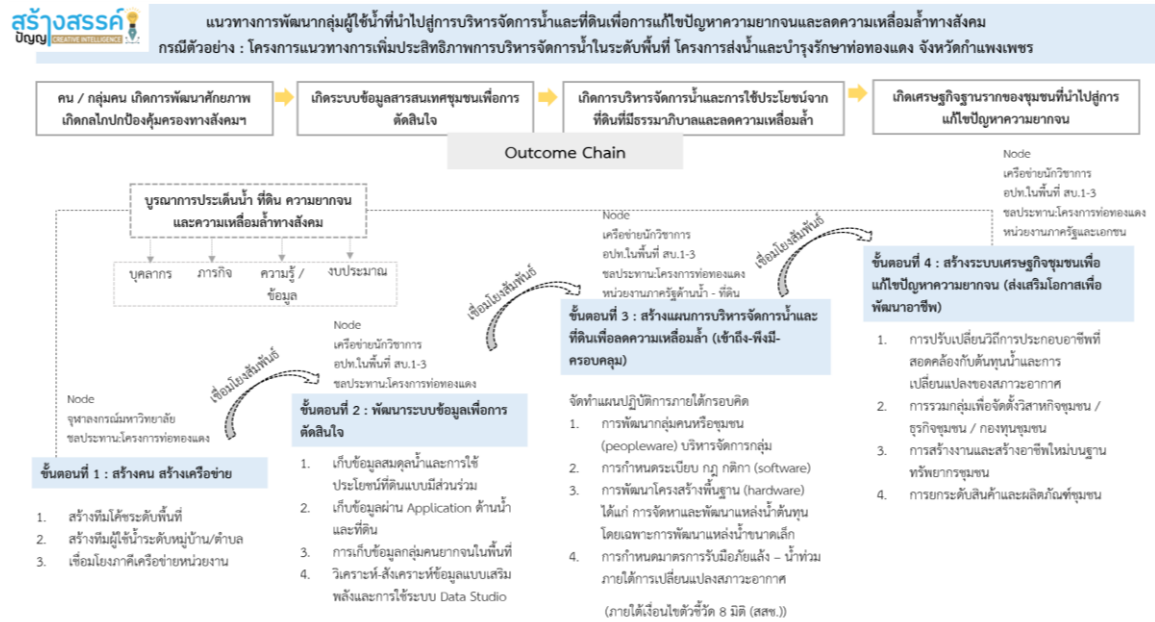 สร้างสรรค์
ปัญญา
CREATIVE INTELLIGENCE
แนวทางการพัฒนากลุ่มผู้ใช้น้ำที่นำไปสู่การบริหารจัดการน้ำและที่ดินเพื่อการแก้ไขปัญหาความยากจนและลดความเหลื่อมล้ำทางสังคม
กรณีตัวอย่าง : โครงการแนวทางการเพิ่มประสิทธิภาพการบริหารจัดการน้ำในระดับพื้นที่ โครงการส่งน้ำและบำรุงรักษาท่อทองแดง จังหวัดกำแพงเพชร
คน / กลุ่มคน เกิดการพัฒนาศักยภาพ
เกิดกลไกปกป้องคุ้มครองทางสังคมฯ
เกิดระบบข้อมูลสารสนเทศชุมชนเพื่อการ
ตัดสินใจ
เกิดการบริหารจัดการน้ำและการใช้ประโยชน์จาก
ที่ดินที่มีธรรมาภิบาลและลดความเหลื่อมล้ำ
เกิดเศรษฐกิจฐานรากของชุมชนที่นำไปสู่การ
แก้ไขปัญหาความยากจน
Outcome Chain
บูรณาการประเด็นน้ำ ที่ดิน ความยากจน
และความเหลื่อมล้ำทางสังคม
บุคลากร
ภารกิจ
ความรู้ /
ข้อมูล
งบประมาณ
Node
จุฬาลงกรณ์มหาวิทยาลัย
ชลประทาน:โครงการท่อทองแดง
ขั้นตอนที่ 1 : สร้างคน สร้างเครือข่าย
1. สร้างทีมโค้ชระดับพื้นที่
2. สร้างทีมผู้ใช้น้ำระดับหมู่บ้าน/ตำบล
3. เชื่อมโยงภาคีเครือข่ายหน่วยงาน
เชื่อมโยงสัมพันธ์
Node
เครือข่ายนักวิชาการ
อปท.ในพื้นที่ สบ.1-3
ชลประทาน:โครงการท่อทองแดง
ขั้นตอนที่ 2 : พัฒนาระบบข้อมูลเพื่อการ
ตัดสินใจ
1. เก็บข้อมูลสมดุลน้ำและการใช้
ประโยชน์ที่ดินแบบมีส่วนร่วม
2. เก็บข้อมูลผ่าน Application ด้านน้ำ
และที่ดิน
3. การเก็บข้อมูลกลุ่มคนยากจนในพื้นที่
4. วิเคราะห์-สังเคราะห์ข้อมูลแบบเสริม
พลังและการใช้ระบบ Data Studio
เชื่อมโยงสัมพันธ์
Node
เครือข่ายนักวิชาการ
อปท.ในพื้นที่ สบ.1-3
ชลประทาน:โครงการท่อทองแดง
หน่วยงานภาครัฐด้านน้ำ - ที่ดิน
ขั้นตอนที่ 3 : สร้างแผนการบริหารจัดการน้ำและ
ที่ดินเพื่อลดความเหลื่อมล้ำ (เข้าถึง-พึงมี-
ครอบคลุม)
จัดทำแผนปฏิบัติการภายใต้กรอบคิด
1. การพัฒนากลุ่มคนหรือชุมชน
(peopleware) บริหารจัดการกลุ่ม
2. การกำหนดระเบียบ กฎ กติกา (software)
3. การพัฒนาโครงสร้างพื้นฐาน (hardware)
ได้แก่ การจัดหาและพัฒนาแหล่งน้ำต้นทุน
โดยเฉพาะการพัฒนาแหล่งน้ำขนาดเล็ก
4. การกำหนดมาตรการรับมือภัยแล้ง – น้ำท่วม
ภายใต้การเปลี่ยนแปลงสภาวะอากาศ
(ภายใต้เงื่อนไขตัวชี้วัด 8 มิติ (สสช.))
เชื่อมโยงสัมพันธ์
Node
เครือข่ายนักวิชาการ
อปท.ในพื้นที่ สบ.1-3
ชลประทาน:โครงการท่อทองแดง
หน่วยงานภาครัฐและเอกชน
ขั้นตอนที่ 4 : สร้างระบบเศรษฐกิจชุมชนเพื่อ
แก้ไขปัญหาความยากจน (ส่งเสริมโอกาสเพื่อ
พัฒนาอาชีพ)
1. การปรับเปลี่ยนวิถีการประกอบอาชีพที่
สอดคล้องกับต้นทุนน้ำและการ
เปลี่ยนแปลงของสภาวะอากาศ
2. การรวมกลุ่มเพื่อจัดตั้งวิสาหกิจชุมชน /
ธุรกิจชุมชน / กองทุนชุมชน
3. การสร้างงานและสร้างอาชีพใหม่บนฐาน
ทรัพยากรชุมชน
4. การยกระดับสินค้าและผลิตภัณฑ์ชุมชน